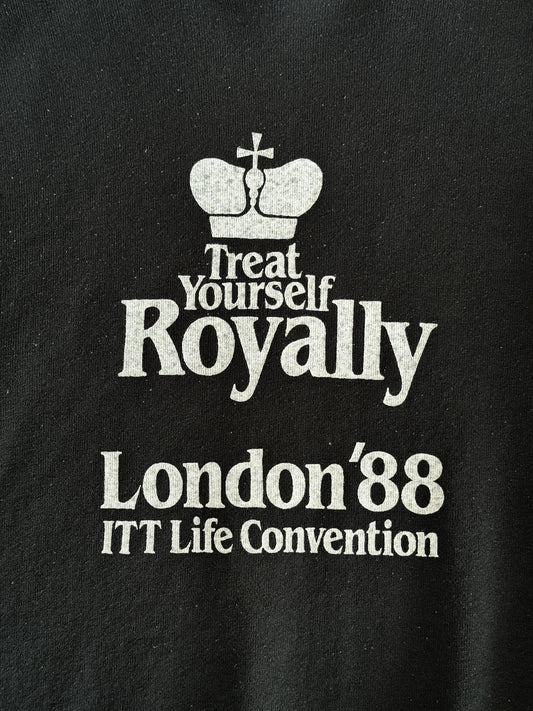 Treat
Yourself
Royally
London '88
ITT Life Convention